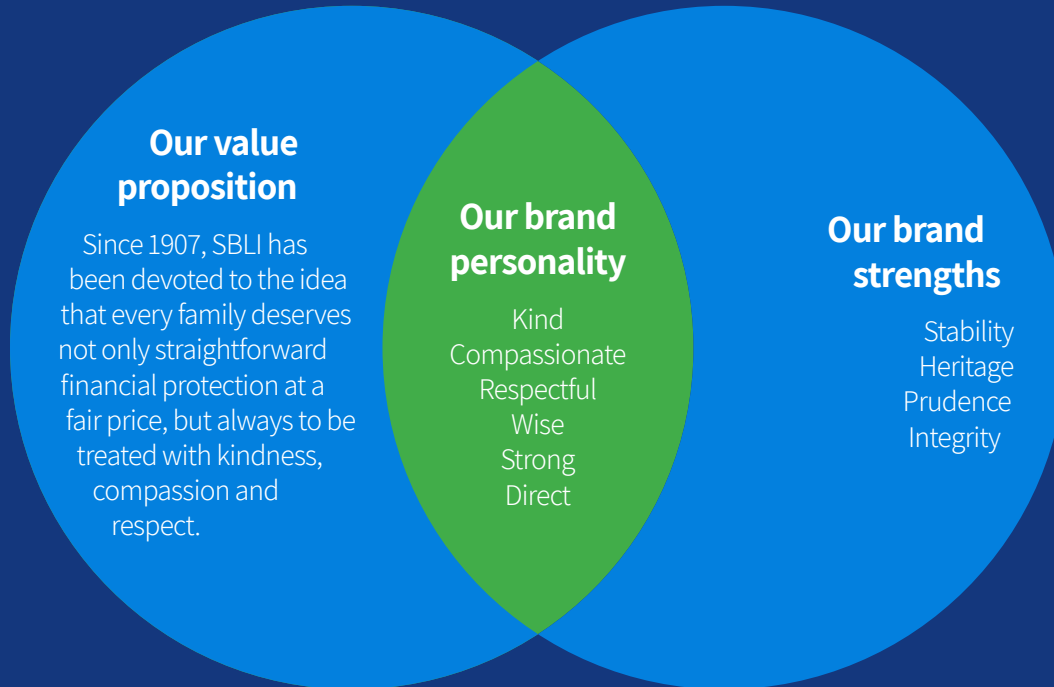 Our value
proposition
Since 1907, SBLI has
been devoted to the idea
that every family deserves
not only straightforward
financial protection at a
fair price, but always to be
treated with kindness,
compassion and
respect.
Our brand
personality
Kind
Compassionate
Respectful
Wise
Strong
Direct
Our brand
strengths
Stability
Heritage
Prudence
Integrity